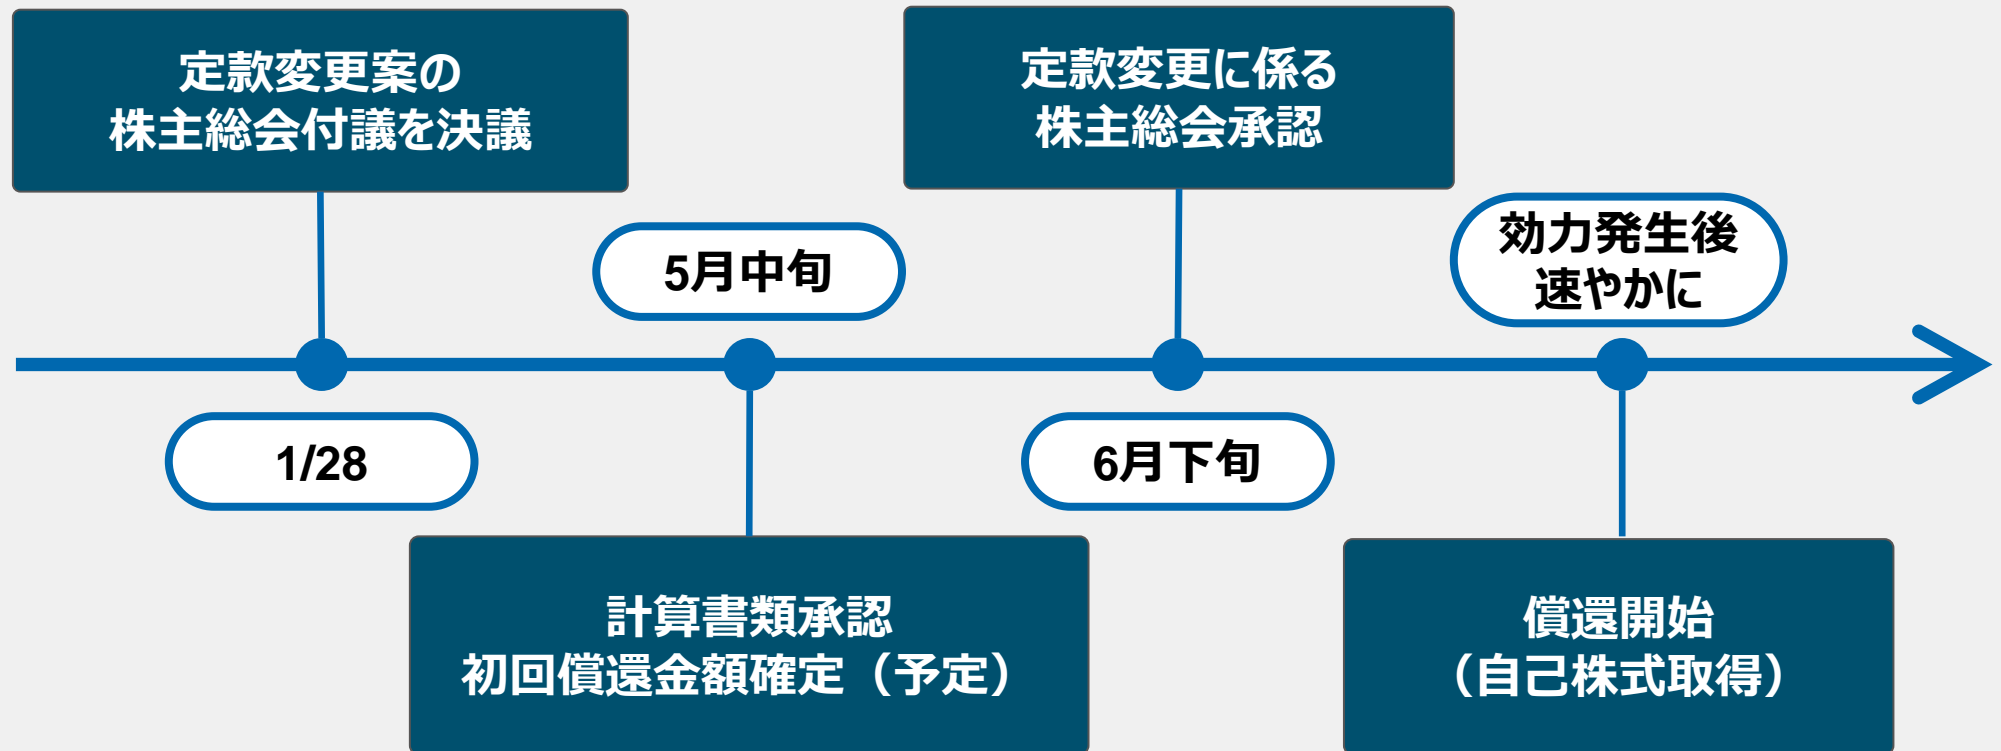 定款変更案の
株主総会付議を決議
1/28
5月中旬
計算書類承認
初回償還金額確定（予定）
定款変更に係る
株主総会承認
6月下旬
効力発生後
速やかに
償還開始
（自己株式取得）